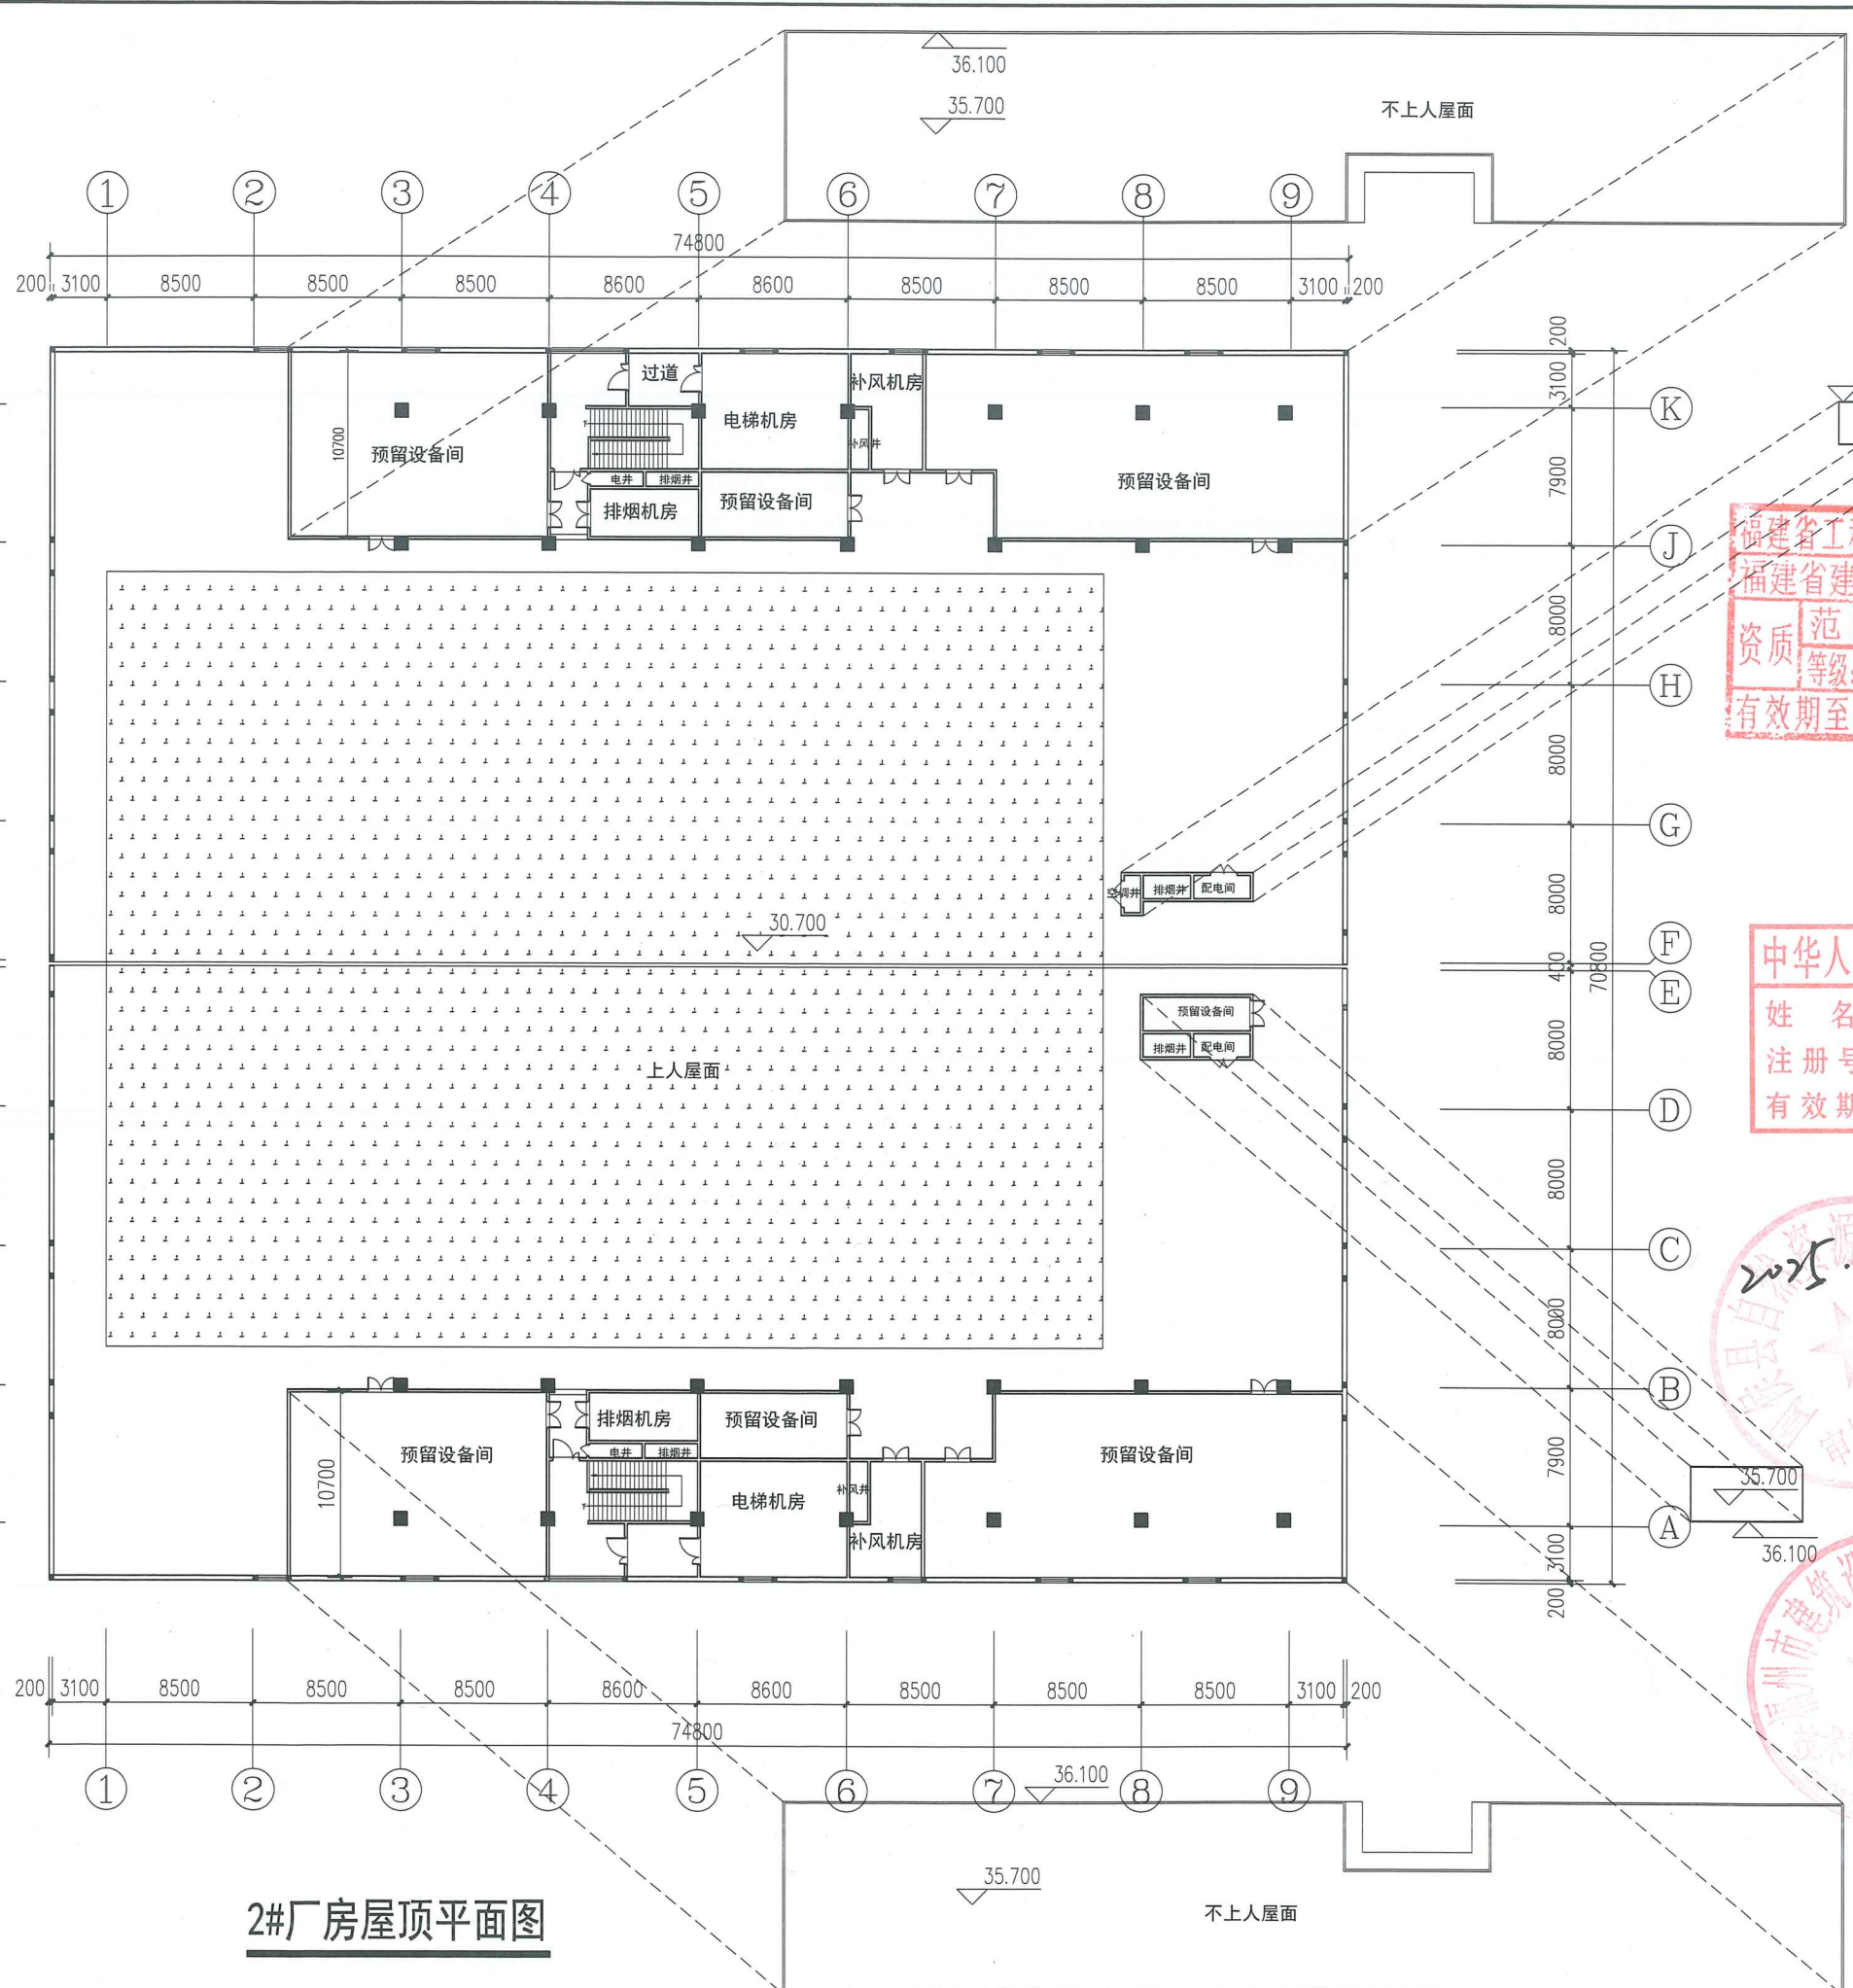 36.100
35.700
不上人屋面
① ② ③ ④ ⑤ ⑥ ⑦ ⑧ ⑨
74800
200 3100 8500 8500 8500 8600 8600 8500 8500 8500 3100 200
过道
补风机房
电梯机房
补风井
10700
预留设备间
电井 排烟井
排烟机房
预留设备间
预留设备间
200
3100
7900
8000
8000
8000
400
8000
8000
8000
7900
3100
200
70800
K
J
H
G
F
E
D
C
B
A
福建省工
福建省建
资质
范
等级
有效期至
空调井 排烟井 配电间
30.700
中华人
姓 名
注册号
有效期
预留设备间
排烟井 配电间
上人屋面
2025.
排烟机房
预留设备间
预留设备间
10700
电井 排烟井
预留设备间
电梯机房
补风井
补风机房
35.700
36.100
200 3100 8500 8500 8500 8600 8600 8500 8500 8500 3100 200
74800
① ② ③ ④ ⑤ ⑥ ⑦ ⑧ ⑨
36.100
35.700
不上人屋面
2#厂房屋顶平面图